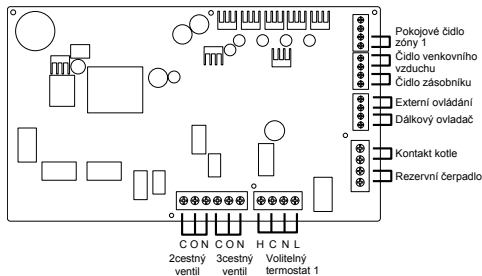 Pokojové čidlo
zóny 1
Čidlo venkovního
vzduchu
Čidlo zásobníku
Externí ovládání
Dálkový ovladač
Kontakt kotle
Rezervní čerpadlo
C O N C O N H C N L
2cestný 3cestný Volitelný
ventil ventil termostat 1